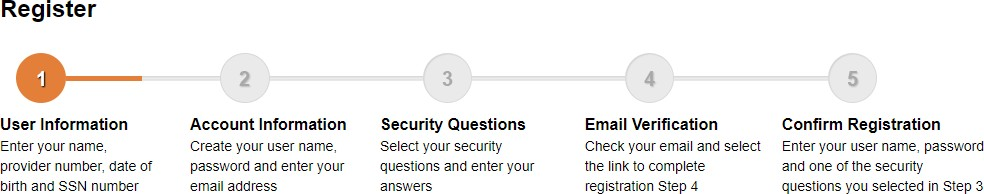 Register
1 2 3 4 5
User Information
Enter your name,
provider number, date of
birth and SSN number
Account Information
Create your user name,
password and enter your
email address
Security Questions
Select your security
questions and enter your
answers
Email Verification
Check your email and select
the link to complete
registration Step 4
Confirm Registration
Enter your user name, password
and one of the security
questions you selected in Step 3